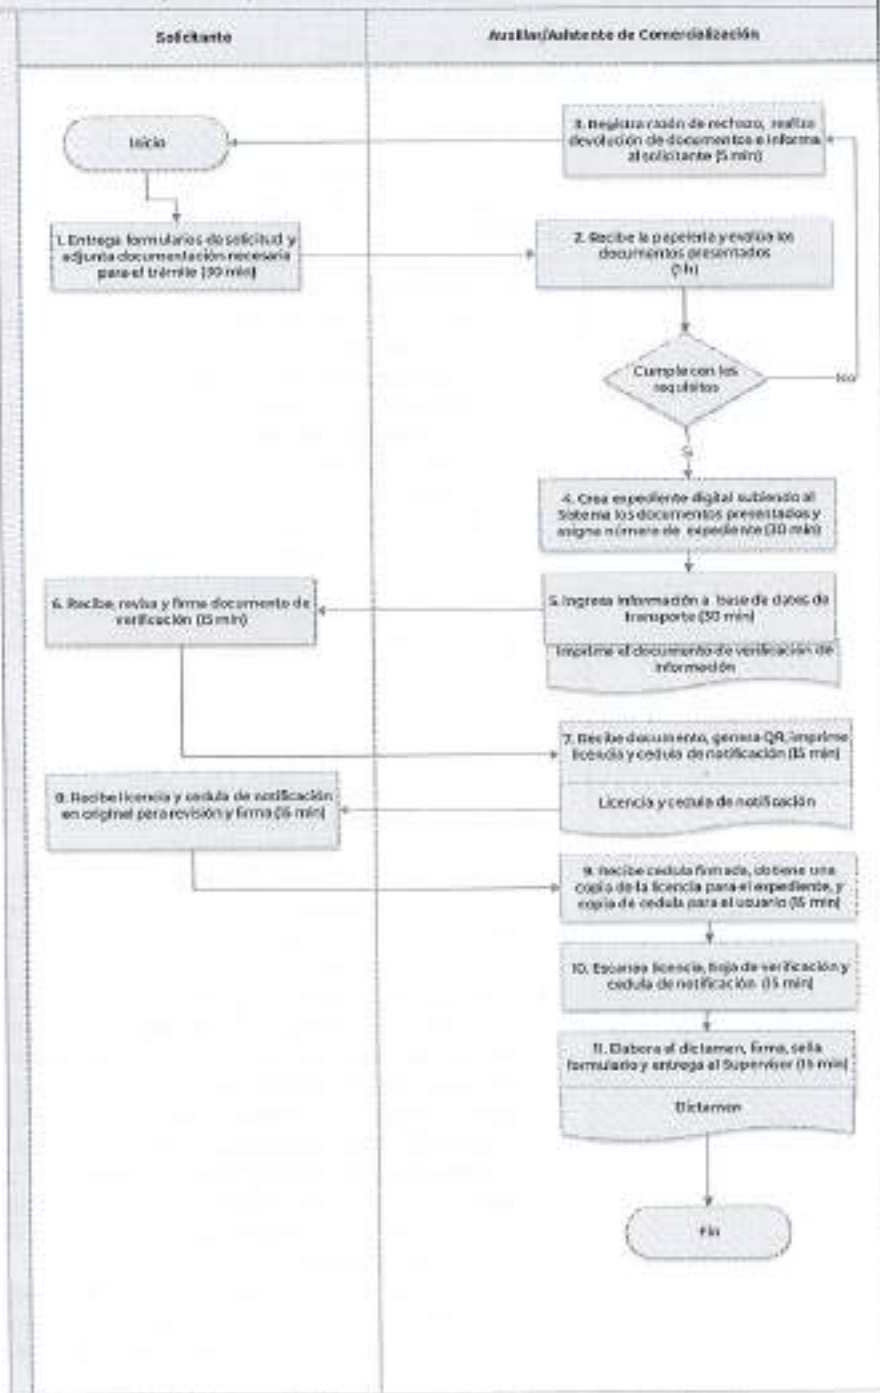 Solicitante
Auxiliar/Asistente de Comercialización
Inicio
3. Registra razón de rechazo, realiza
devolución de documentos e informa
al solicitante (5 min)
1. Entrega formularios de solicitud y
adjunta documentación necesaria
para el trámite (30 min)
2. Recibe la papelería y evalúa los
documentos presentados
(1 h)
Cumple con los
requisitos
No
Si
4. Crea expediente digital subiendo al
Sistema los documentos presentados y
asigna número de expediente (30 min)
6. Recibe, revisa y firma documento de
verificación (15 min)
5. Ingresa información a base de datos de
transporte (30 min)
Imprime el documento de verificación de
información
7. Recibe documento, genera QR, imprime
licencia y cedula de notificación (15 min)
Licencia y cedula de notificación
8. Recibe licencia y cedula de notificación
en original para revisión y firma (15 min)
9. Recibe cedula firmada, obtiene una
copia de la licencia para el expediente, y
copia de cedula para el usuario (15 min)
10. Escanea licencia, hoja de verificación y
cedula de notificación (15 min)
11. Elabora el dictamen, firma, sella
formulario y entrega al Supervisor (15 min)
Dictamen
Fin